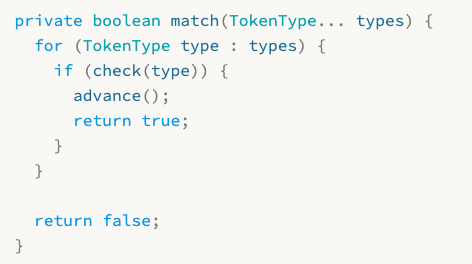 private boolean match(TokenType... types) {
  for (TokenType type : types) {
    if (check(type)) {
      advance();
      return true;
    }
  }

  return false;
}